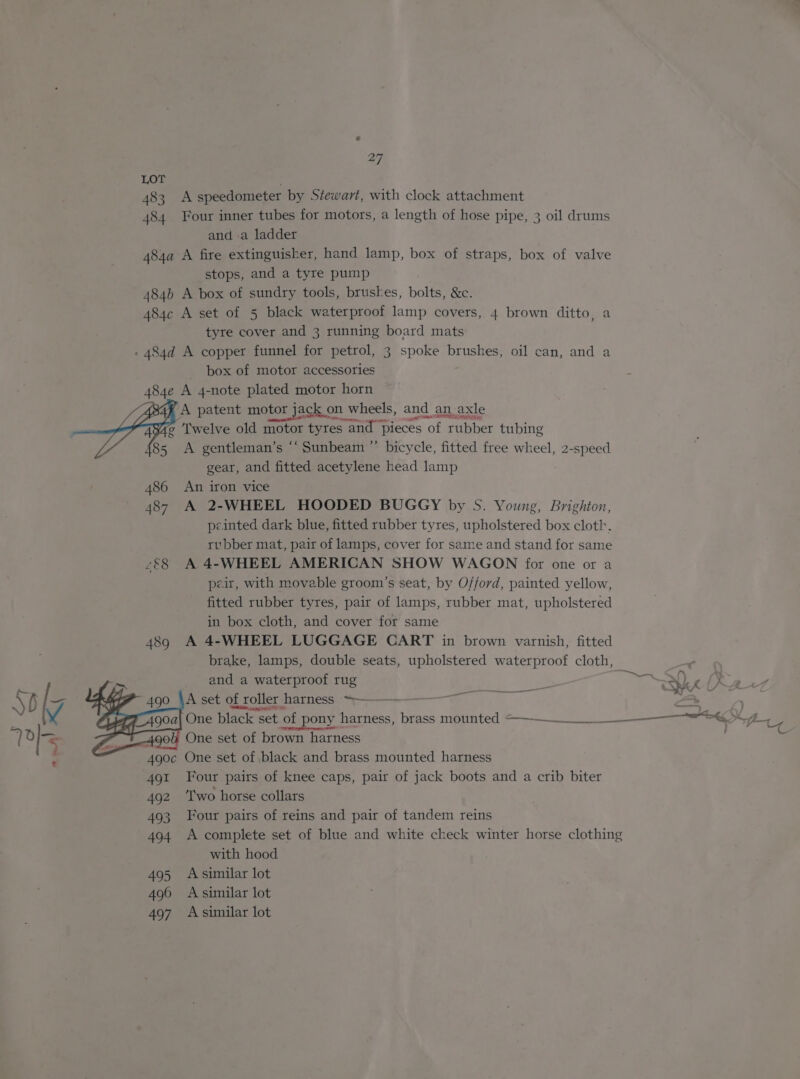 27
LOT
483 A speedometer by Stewart, with clock attachment
484 Four inner tubes for motors, a length of hose pipe, 3 oil drums
and a ladder
484a A fire extinguisher, hand lamp, box of straps, box of valve
stops, and a tyre pump
484b A box of sundry tools, brushes, bolts, &c.
484c A set of 5 black waterproof lamp covers, 4 brown ditto, a
tyre cover and 3 running board mats
484d A copper funnel for petrol, 3 spoke brushes, oil can, and a
box of motor accessories
484e A 4-note plated motor horn
484f A patent motor jack on wheels, and an axle
484g Twelve old motor tyres and pieces of rubber tubing
485 A gentleman's “Sunbeam” bicycle, fitted free wheel, 2-speed
gear, and fitted acetylene head lamp
486 An iron vice
487 A 2-WHEEL HOODED BUGGY by S. Young, Brighton,
painted dark blue, fitted rubber tyres, upholstered box cloth,
rubber mat, pair of lamps, cover for same and stand for same
488 A 4-WHEEL AMERICAN SHOW WAGON for one or a
pair, with movable groom's seat, by Offord, painted yellow,
fitted rubber tyres, pair of lamps, rubber mat, upholstered
in box cloth, and cover for same
489 A 4-WHEEL LUGGAGE CART in brown varnish, fitted
brake, lamps, double seats, upholstered waterproof cloth,
and a waterproof rug
490 A set of roller harness
490a One black set of pony harness, brass mounted
490b One set of brown harness
490c One set of black and brass mounted harness
491 Four pairs of knee caps, pair of jack boots and a crib biter
492 Two horse collars
493 Four pairs of reins and pair of tandem reins
494 A complete set of blue and white check winter horse clothing
with hood
495 A similar lot
496 A similar lot
497 A similar lot